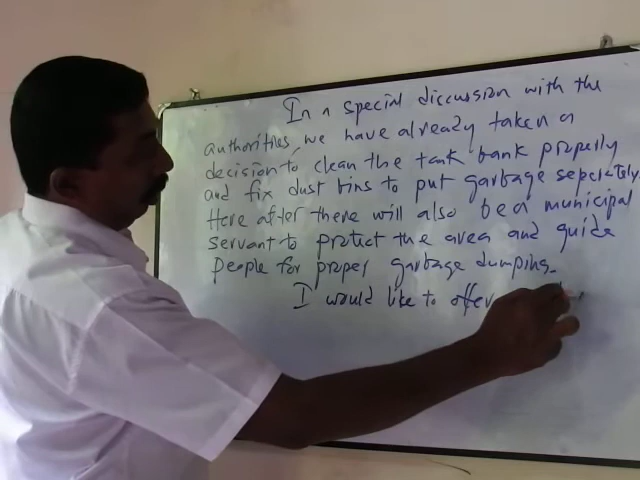 In a special discussion with the
authorities, we have already taken a
decision to clean the tank bank properly
and fix dust bins to put garbage seperately.
Here after there will also be a municipal
servant to protect the area and guide
people for proper garbage dumping.
I would like to offer